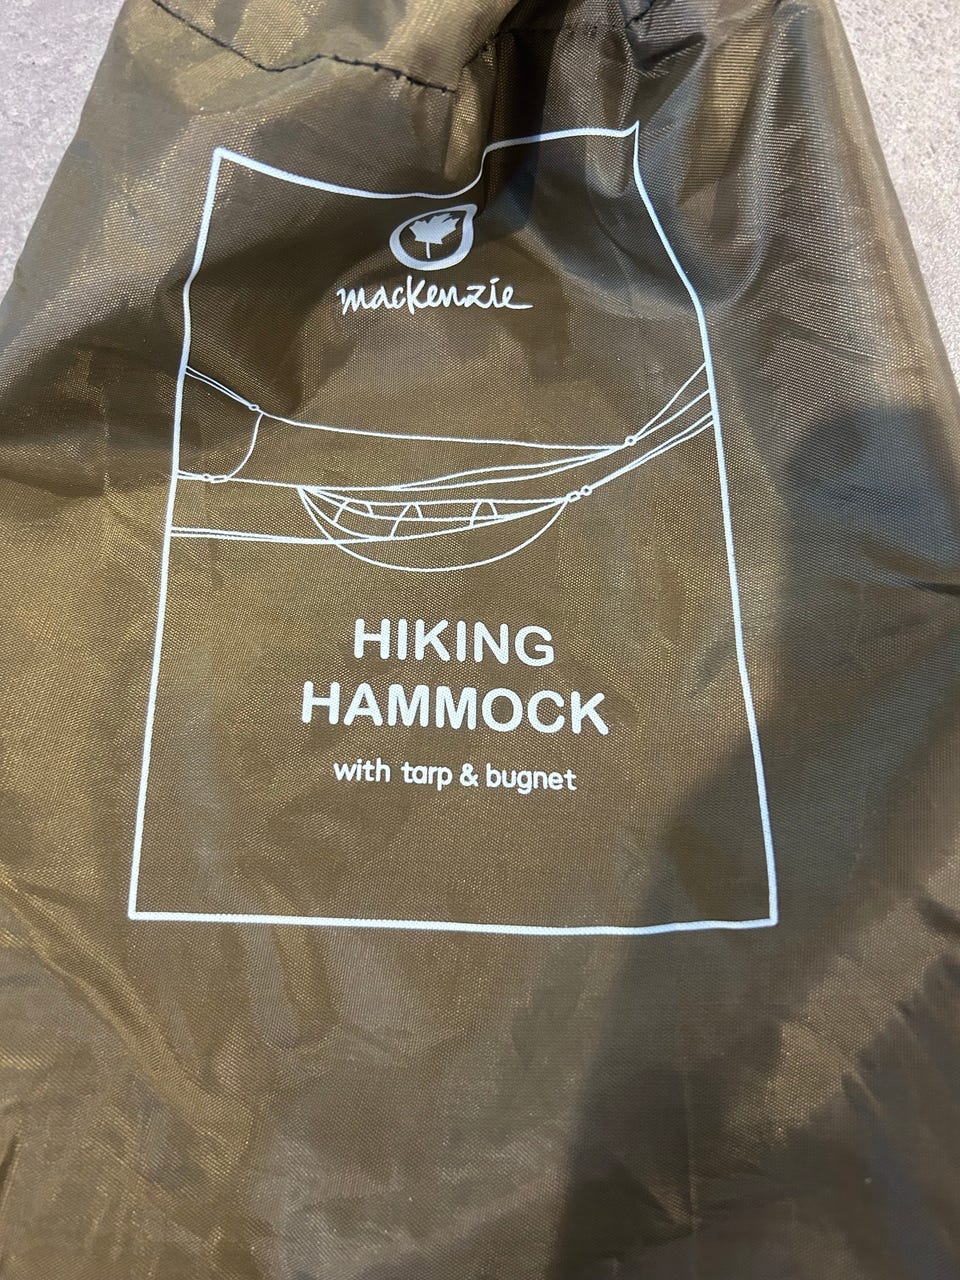 mackenzie
HIKING
HAMMOCK
with tarp & bugnet